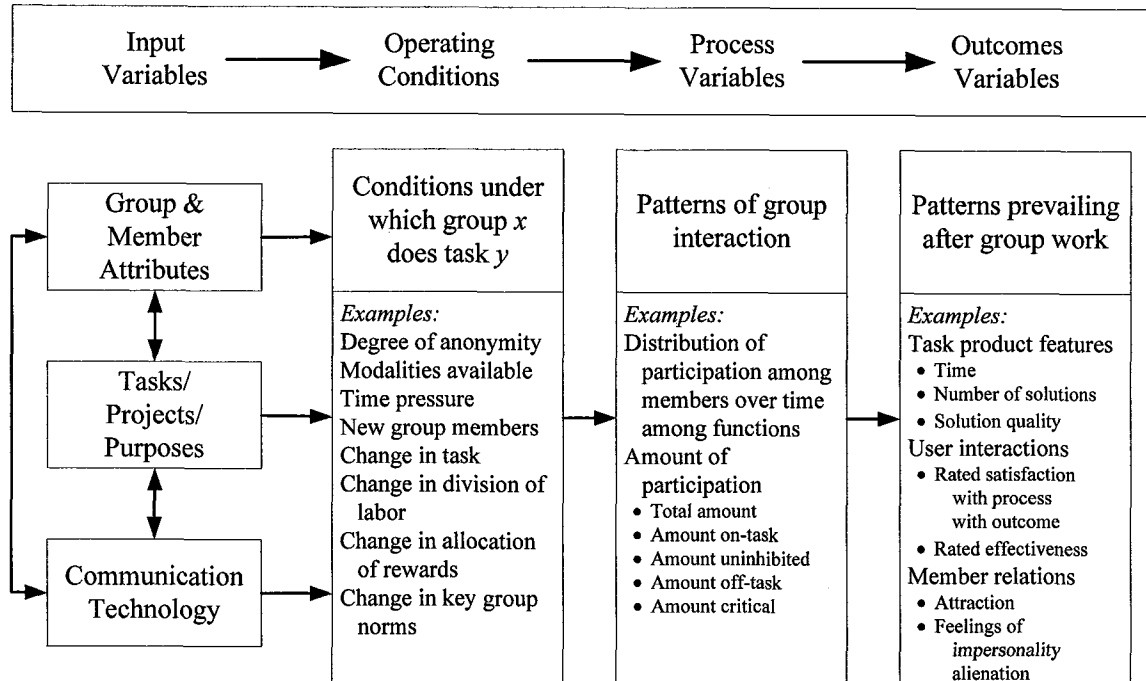 Input
Variables
Operating
Conditions
Process
Variables
Outcomes
Variables
Group &
Member
Attributes
Tasks/
Projects/
Purposes
Communication
Technology
Conditions under
which group x
does task y
Examples:
Degree of anonymity
Modalities available
Time pressure
New group members
Change in task
Change in division of
labor
Change in allocation
of rewards
Change in key group
norms
Patterns of group
interaction
Examples:
Distribution of
participation among
members over time
among functions
Amount of
participation
• Total amount
• Amount on-task
• Amount uninhibited
• Amount off-task
• Amount critical
Patterns prevailing
after group work
Examples:
Task product features
• Time
• Number of solutions
• Solution quality
User interactions
• Rated satisfaction
with process
with outcome
• Rated effectiveness
Member relations
• Attraction
• Feelings of
impersonality
alienation